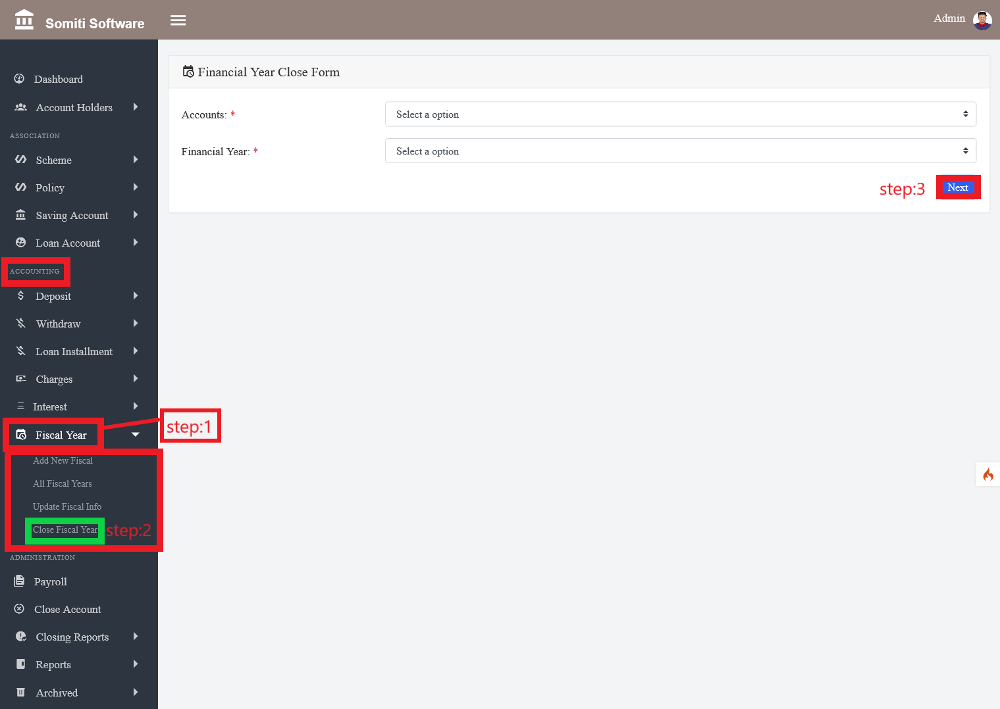 Somiti Software
Admin
Dashboard
Account Holders
ASSOCIATION
Scheme
Policy
Saving Account
Loan Account
ACCOUNTING
Deposit
Withdraw
Loan Installment
Charges
Interest
Fiscal Year
step:1
Add New Fiscal
All Fiscal Years
Update Fiscal Info
Close Fiscal Year step:2
ADMINISTRATION
Payroll
Close Account
Closing Reports
Reports
Archived
Financial Year Close Form
Accounts: * Select a option
Financial Year: * Select a option
step:3 Next